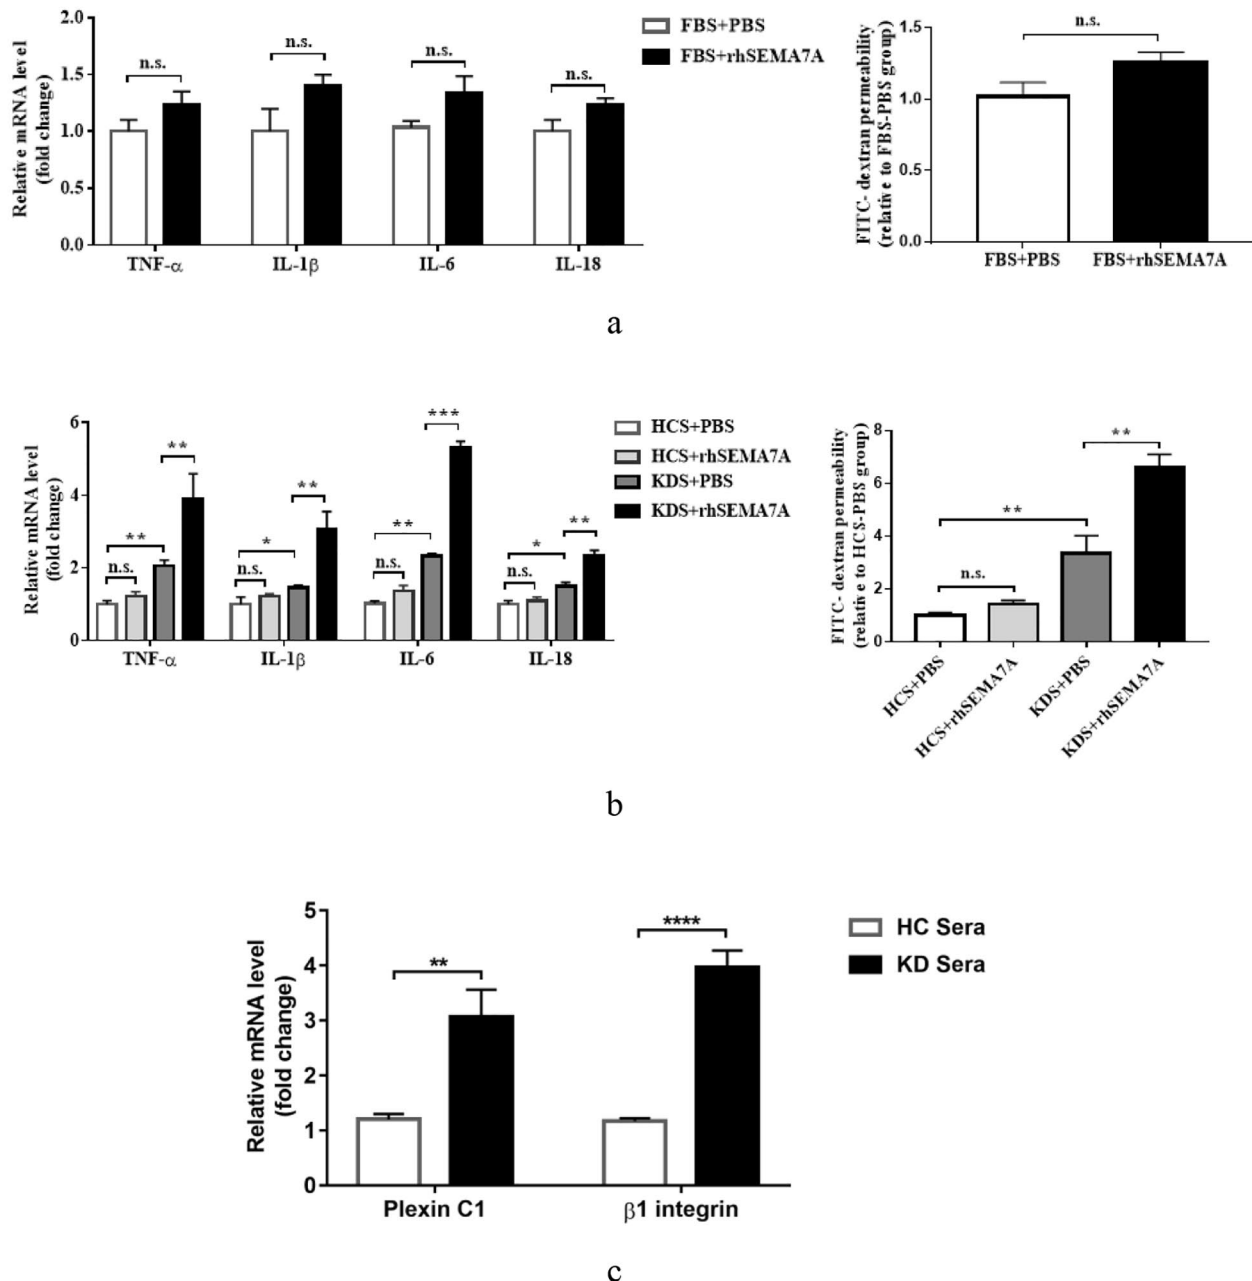 Relative mRNA level
(fold change)
2.0
1.5
1.0
0.5
0.0
n.s.
n.s.
n.s.
n.s.
TNF-α
IL-1β
IL-6
IL-18
FBS+PBS
FBS+rhSEMA7A
FITC- dextran permeability
(relative to FBS-PBS group)
1.5
1.0
0.5
0.0
n.s.
FBS+PBS
FBS+rhSEMA7A
a
Relative mRNA level
(fold change)
6
4
2
0
n.s.
**
**
n.s.
*
**
n.s.
**
***
n.s.
*
**
TNF-α
IL-1β
IL-6
IL-18
HCS+PBS
HCS+rhSEMA7A
KDS+PBS
KDS+rhSEMA7A
FITC- dextran permeability
(relative to HCS-PBS group)
8
6
4
2
0
n.s.
**
**
HCS+PBS
HCS+rhSEMA7A
KDS+PBS
KDS+rhSEMA7A
b
Relative mRNA level
(fold change)
5
4
3
2
1
0
**
****
Plexin C1
β1 integrin
HC Sera
KD Sera
c